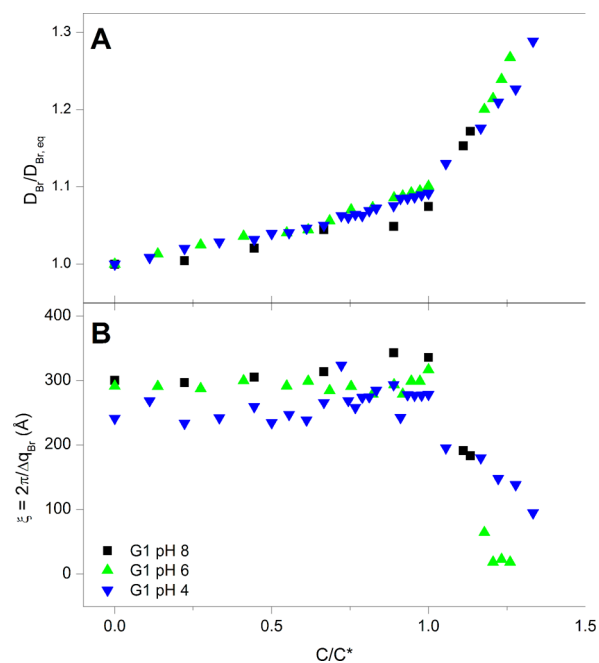 A
1.3
1.2
1.1
1.0
D_Br/D_Br, eq
B
400
300
200
100
0
ξ = 2π/Δq_Br (Å)
G1 pH 8
G1 pH 6
G1 pH 4
0.0 0.5 1.0 1.5
C/C*